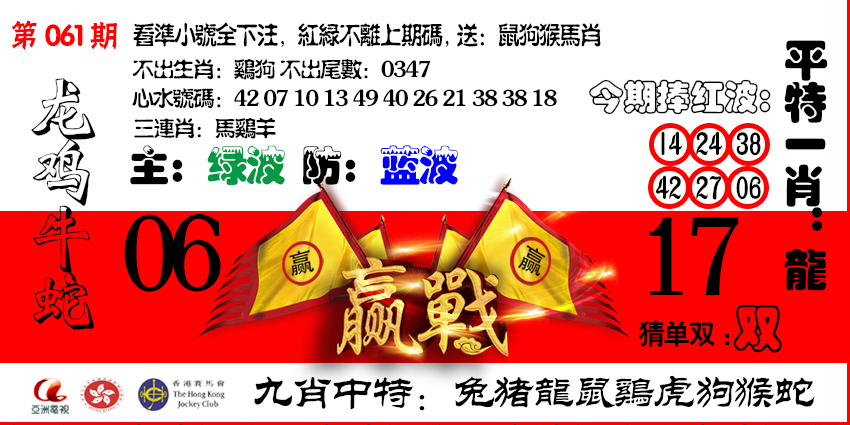 第 061 期
看準小號全下注，紅綠不離上期碼，送：鼠狗猴馬肖
不出生肖：鷄狗 不出尾數：0347
心水號碼：42 07 10 13 49 40 26 21 38 38 18
三連肖：馬鷄羊
主：绿波 防：蓝波
龙鸡牛蛇
今期捧红波：
14 24 38
42 27 06
平特一肖：龍
06
赢
赢
赢戰
17
猜单双：双
亞洲電視
香港賽馬會
The Hong Kong
Jockey Club
九肖中特：兔猪龍鼠鷄虎狗猴蛇